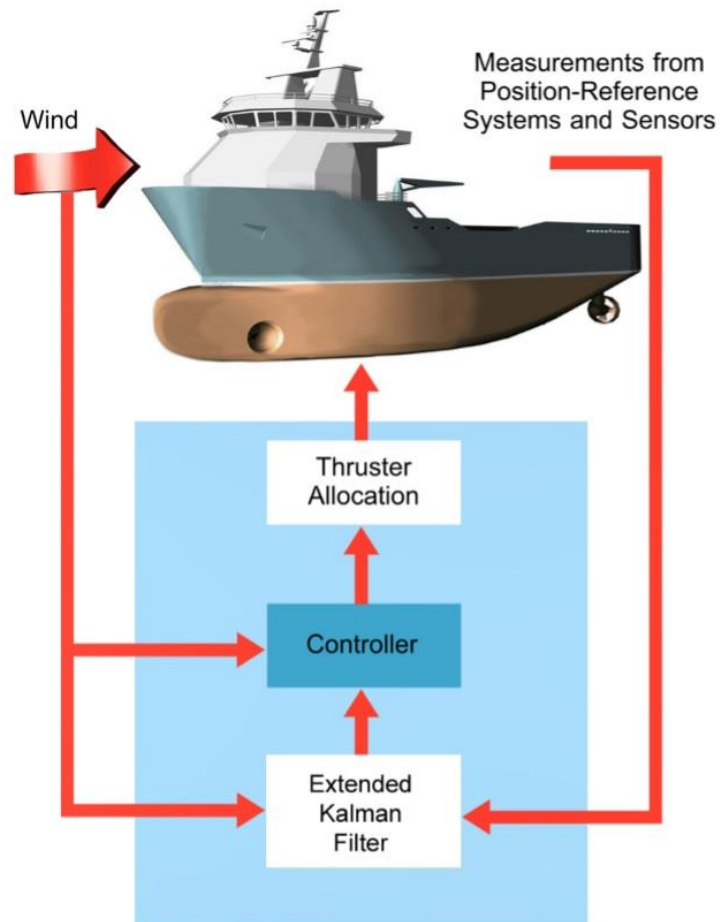 Wind
Measurements from
Position-Reference
Systems and Sensors
Thruster
Allocation
Controller
Extended
Kalman
Filter